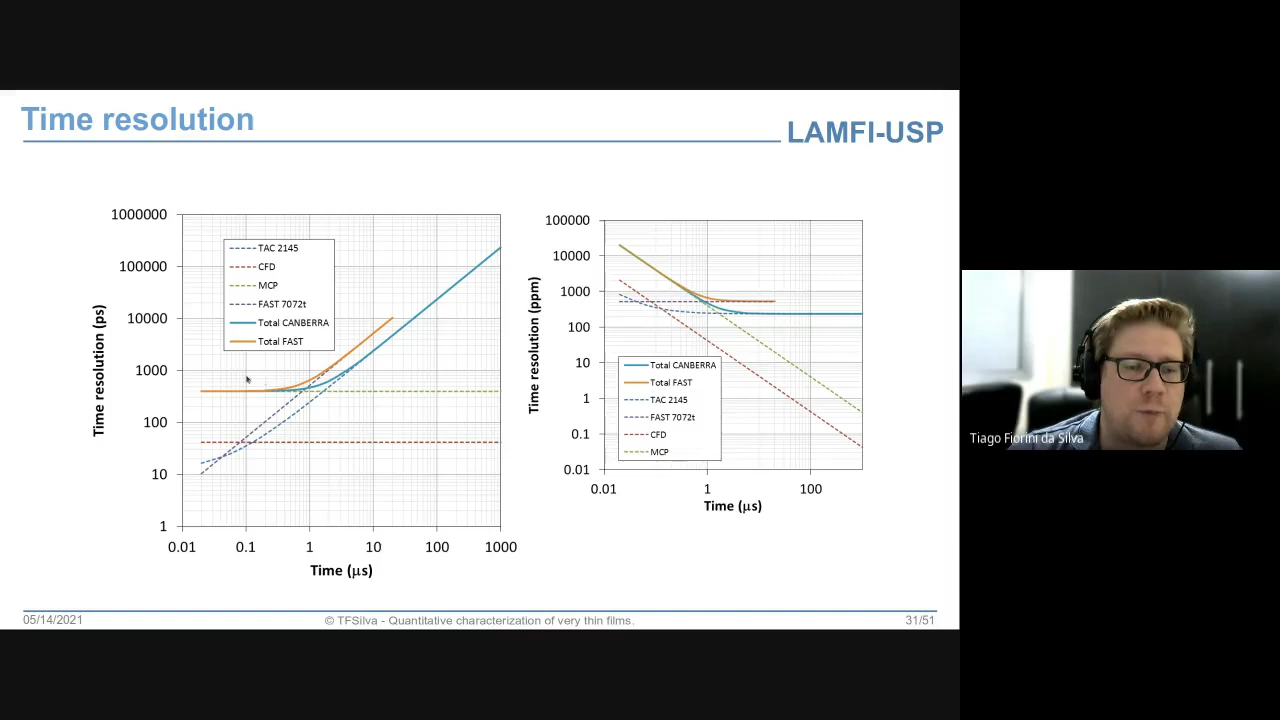 Time resolution
LAMFI-USP
1000000
100000
10000
1000
100
10
1
Time resolution (ps)
TAC 2145
CFD
MCP
FAST 7072t
Total CANBERRA
Total FAST
0.01 0.1 1 10 100 1000
Time (µs)
100000
10000
1000
100
10
1
0.1
0.01
Time resolution (ppm)
Total CANBERRA
Total FAST
TAC 2145
FAST 7072t
CFD
MCP
0.01 1 100
Time (µs)
Tiago Fiorini da Silva
05/14/2021 © TFSilva - Quantitative characterization of very thin films. 31/51